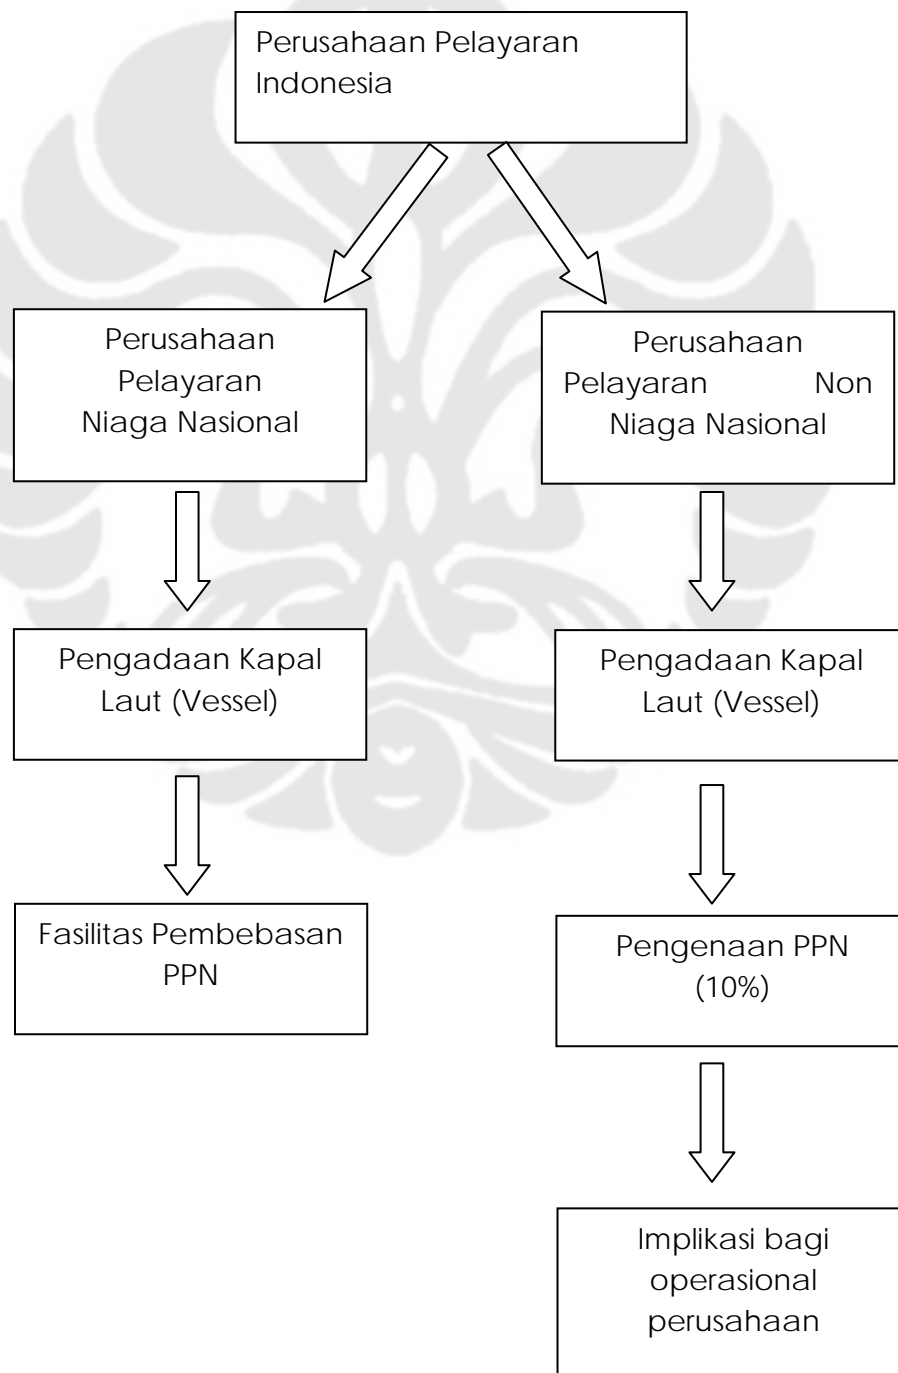 Perusahaan Pelayaran
Indonesia
Perusahaan
Pelayaran
Niaga Nasional
Perusahaan
Pelayaran Non
Niaga Nasional
Pengadaan Kapal
Laut (Vessel)
Pengadaan Kapal
Laut (Vessel)
Fasilitas Pembebasan
PPN
Pengenaan PPN
(10%)
Implikasi bagi
operasional
perusahaan